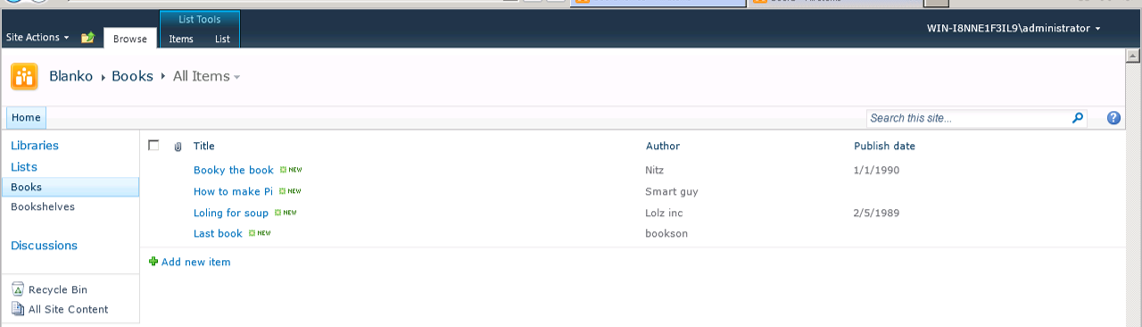 List Tools
Site Actions Browse Items List WIN-I8NNE1F3IL9\administrator
Blanko Books All Items
Home Search this site...
Libraries
Lists
Books
Bookshelves
Discussions
Recycle Bin
All Site Content
Title Author Publish date
Booky the book NEW Nitz 1/1/1990
How to make Pi NEW Smart guy
Loling for soup NEW Lolz inc 2/5/1989
Last book NEW bookson
Add new item